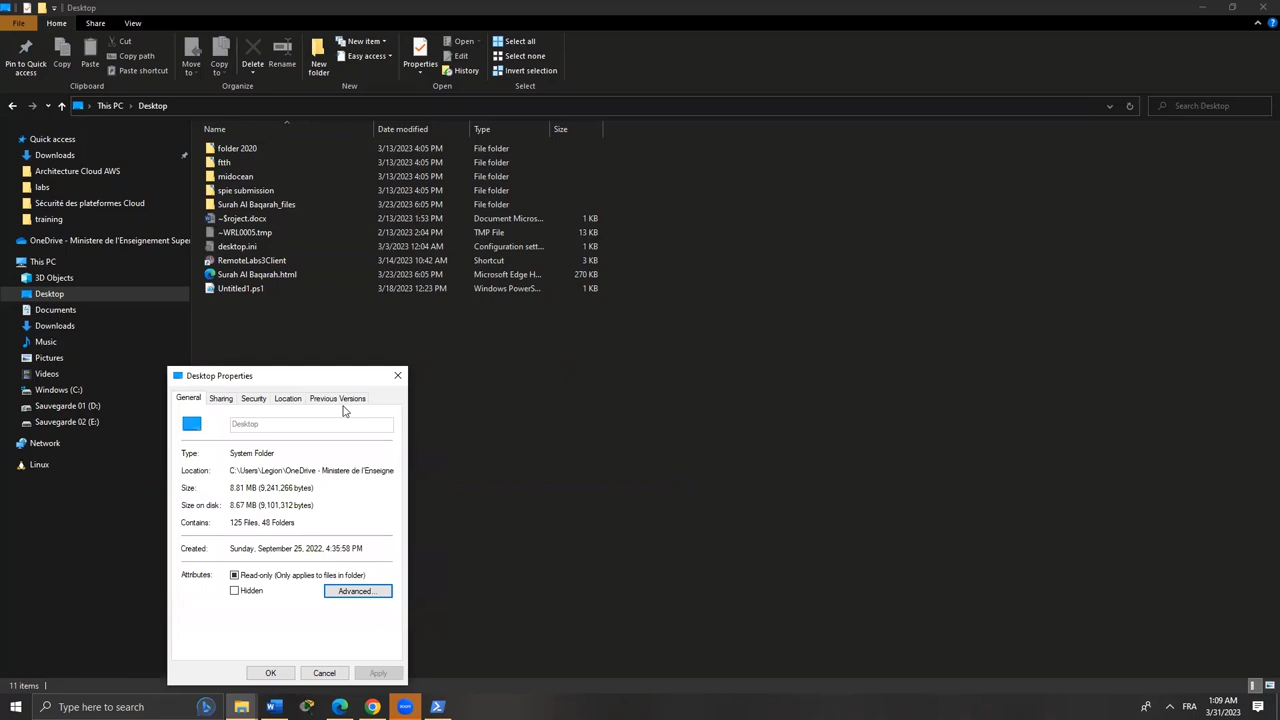 Desktop
File Home Share View
Pin to Quick access
Copy
Paste
Cut
Copy path
Paste shortcut
Clipboard
Move to
Copy to
Delete
Rename
Organize
New folder
New item
Easy access
New
Properties
Open
Edit
History
Open
Select all
Select none
Invert selection
Select
This PC > Desktop
Search Desktop
Name Date modified Type Size
folder 2020 3/13/2023 4:05 PM File folder
ftth 3/13/2023 4:05 PM File folder
midocean 3/13/2023 4:05 PM File folder
spie submission 3/13/2023 4:05 PM File folder
Surah Al Baqarah_files 3/23/2023 6:05 PM File folder
~$roject.docx 2/13/2023 1:53 PM Document Micros... 1 KB
~WRL0005.tmp 2/13/2023 2:04 PM TMP File 13 KB
desktop.ini 3/3/2023 12:04 AM Configuration sett... 1 KB
RemoteLabs3Client 3/14/2023 10:42 AM Shortcut 3 KB
Surah Al Baqarah.html 3/23/2023 6:05 PM Microsoft Edge H... 270 KB
Untitled1.ps1 3/18/2023 12:23 PM Windows PowerS... 1 KB
Quick access
Downloads
Architecture Cloud AWS
labs
Sécurité des plateformes Cloud
training
OneDrive - Ministere de l'Enseignement Super
This PC
3D Objects
Desktop
Documents
Downloads
Music
Pictures
Videos
Windows (C:)
Sauvegarde 01 (D:)
Sauvegarde 02 (E:)
Network
Linux
Desktop Properties
General Sharing Security Location Previous Versions
Desktop
Type: System Folder
Location: C:\Users\Legion\OneDrive - Ministere de l'Enseigne
Size: 8.81 MB (9,241,266 bytes)
Size on disk: 8.67 MB (9,101,312 bytes)
Contains: 125 Files, 48 Folders
Created: Sunday, September 25, 2022, 4:35:58 PM
Attributes: Read-only (Only applies to files in folder)
Hidden Advanced...
OK Cancel Apply
11 items
Type here to search
zoom
FRA
1:09 AM
3/31/2023